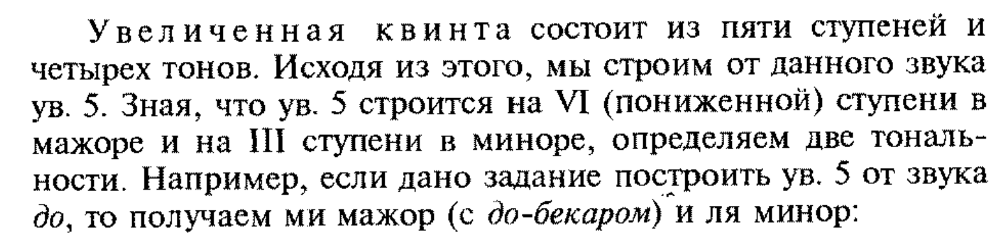 Увеличенная квинта состоит из пяти ступеней и
четырех тонов. Исходя из этого, мы строим от данного звука
ув. 5. Зная, что ув. 5 строится на VI (пониженной) ступени в
мажоре и на III ступени в миноре, определяем две тональ-
ности. Например, если дано задание построить ув. 5 от звука
до, то получаем ми мажор (с до-бекаром) и ля минор: